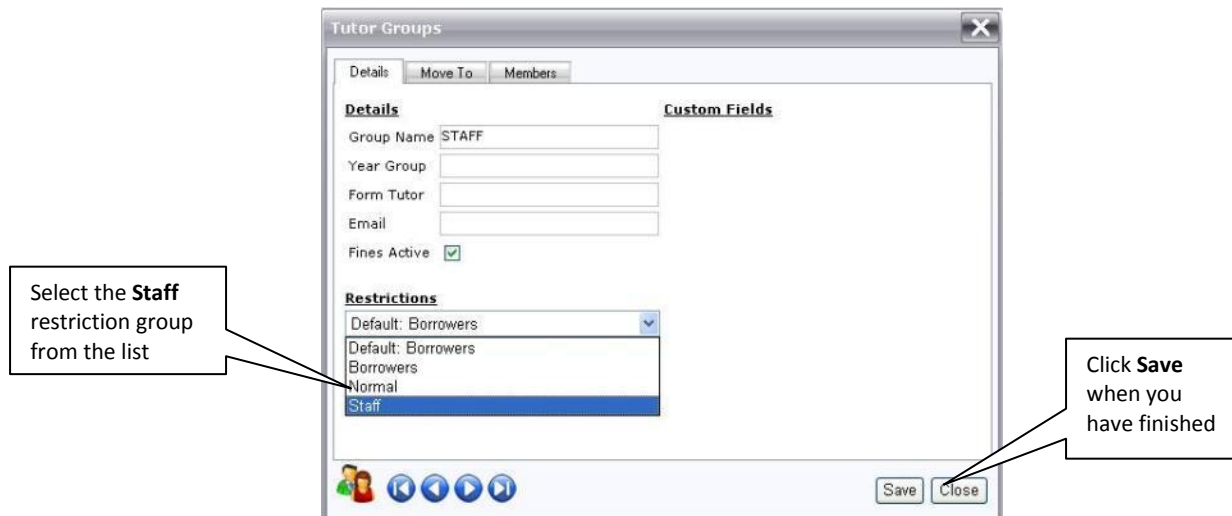 Tutor Groups
Details Move To Members
Details Custom Fields
Group Name STAFF
Year Group
Form Tutor
Email
Fines Active
Restrictions
Default: Borrowers
Default: Borrowers
Borrowers
Normal
Staff
Save Close
Select the Staff
restriction group
from the list
Click Save
when you
have finished